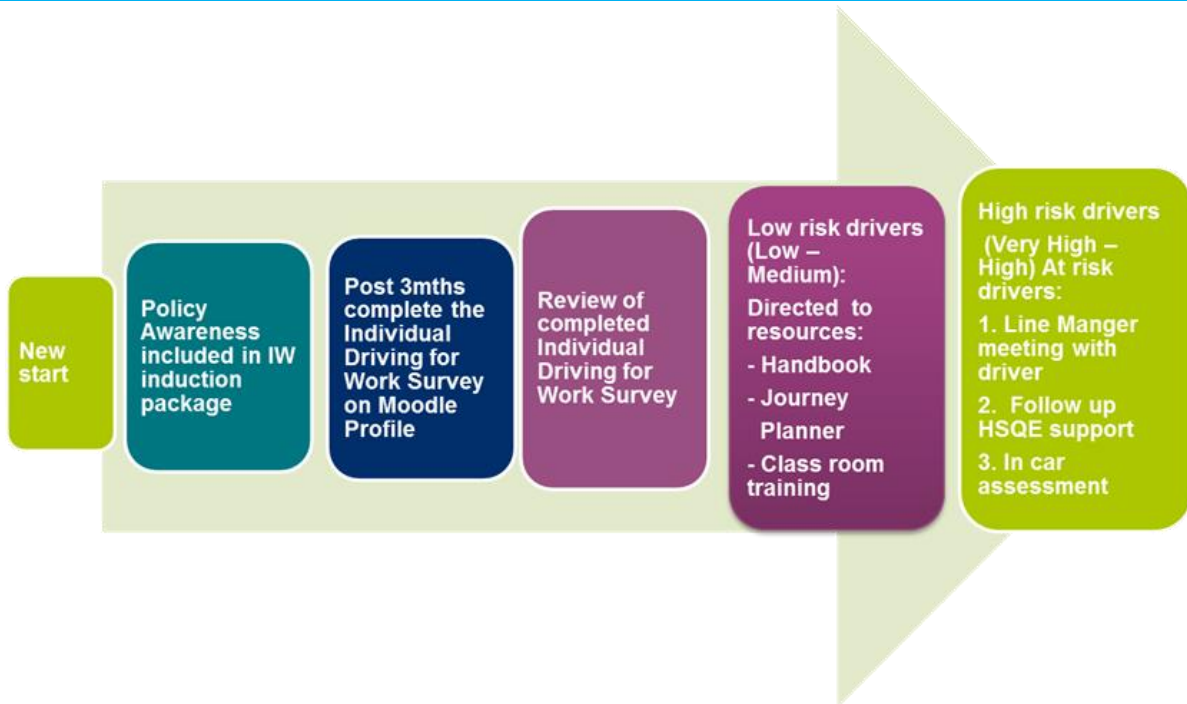 New
start
Policy
Awareness
included in IW
induction
package
Post 3mths
complete the
Individual
Driving for
Work Survey
on Moodle
Profile
Review of
completed
Individual
Driving for
Work Survey
Low risk drivers
(Low –
Medium):
Directed to
resources:
- Handbook
- Journey
Planner
- Class room
training
High risk drivers
(Very High –
High) At risk
drivers:
1. Line Manger
meeting with
driver
2. Follow up
HSQE support
3. In car
assessment